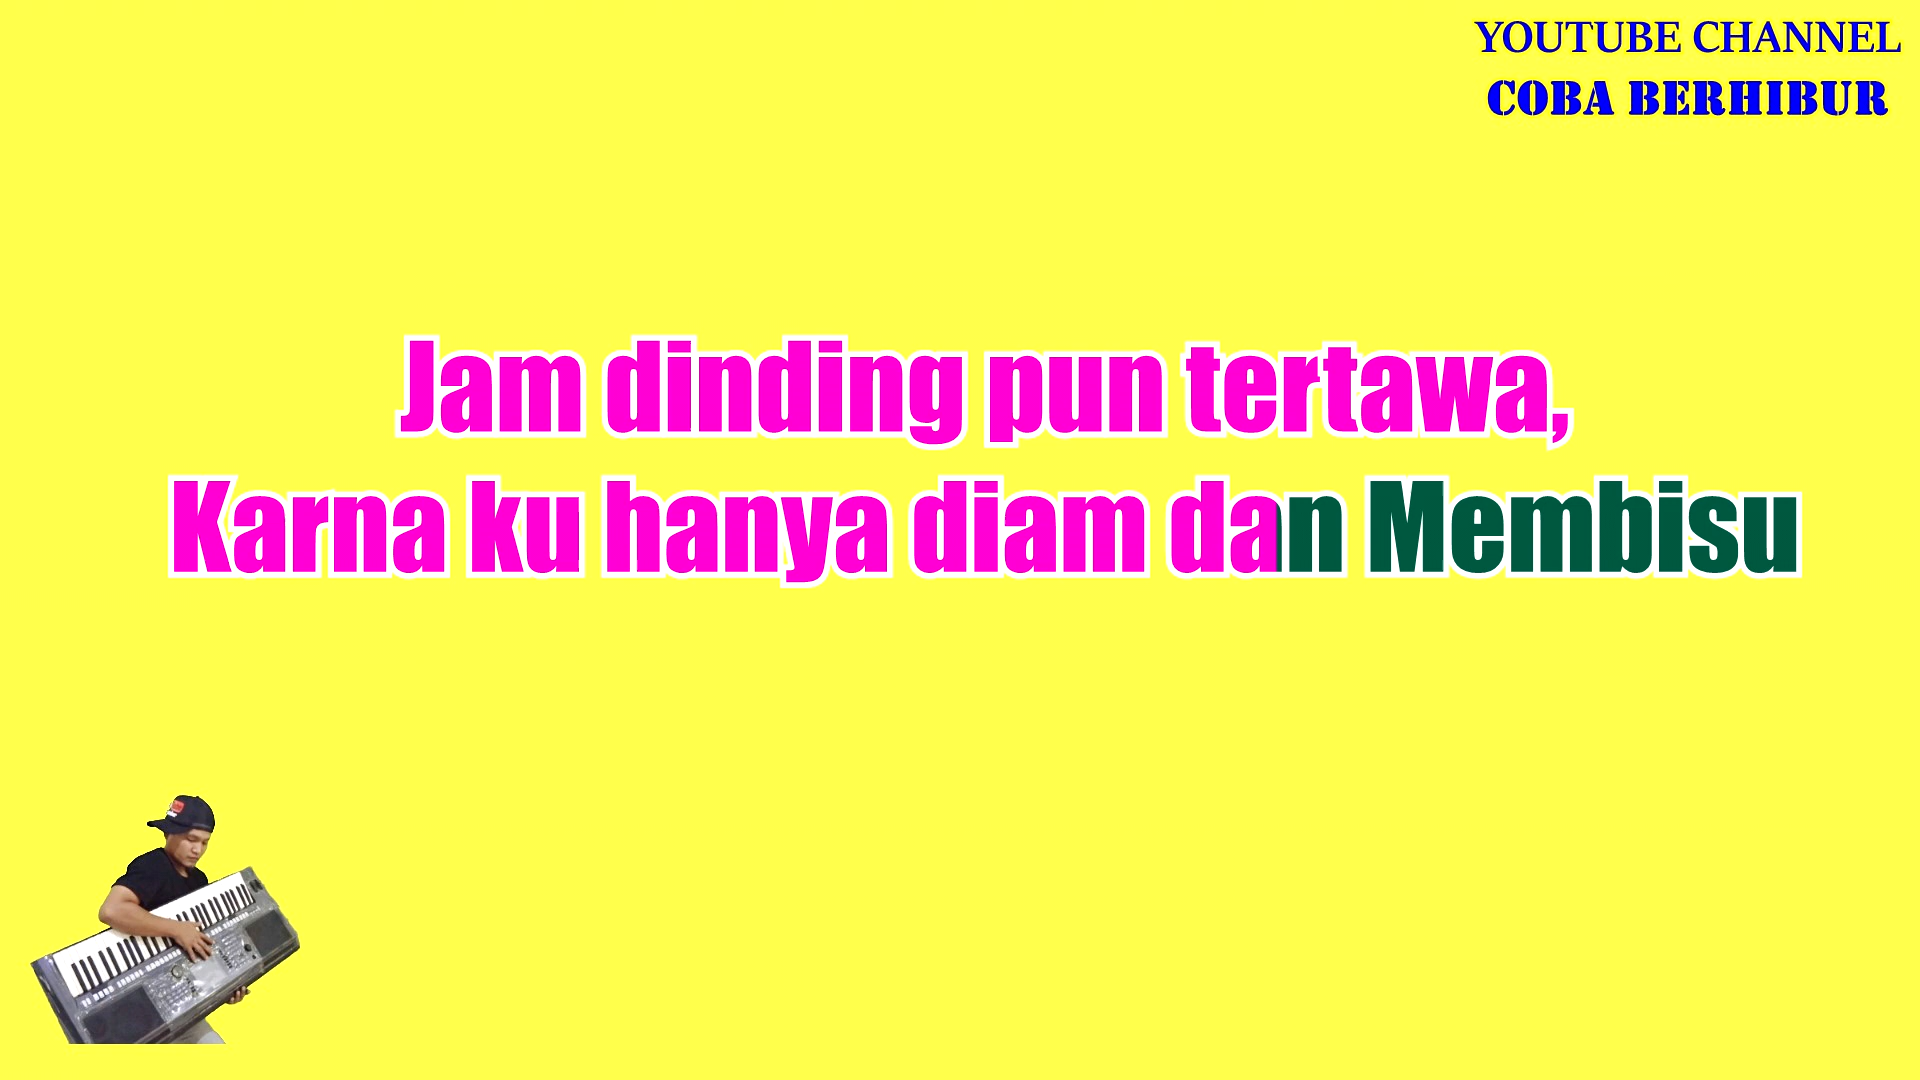 YOUTUBE CHANNEL
COBA BERHIBUR
Jam dinding pun tertawa,
Karna ku hanya diam dan Membisu